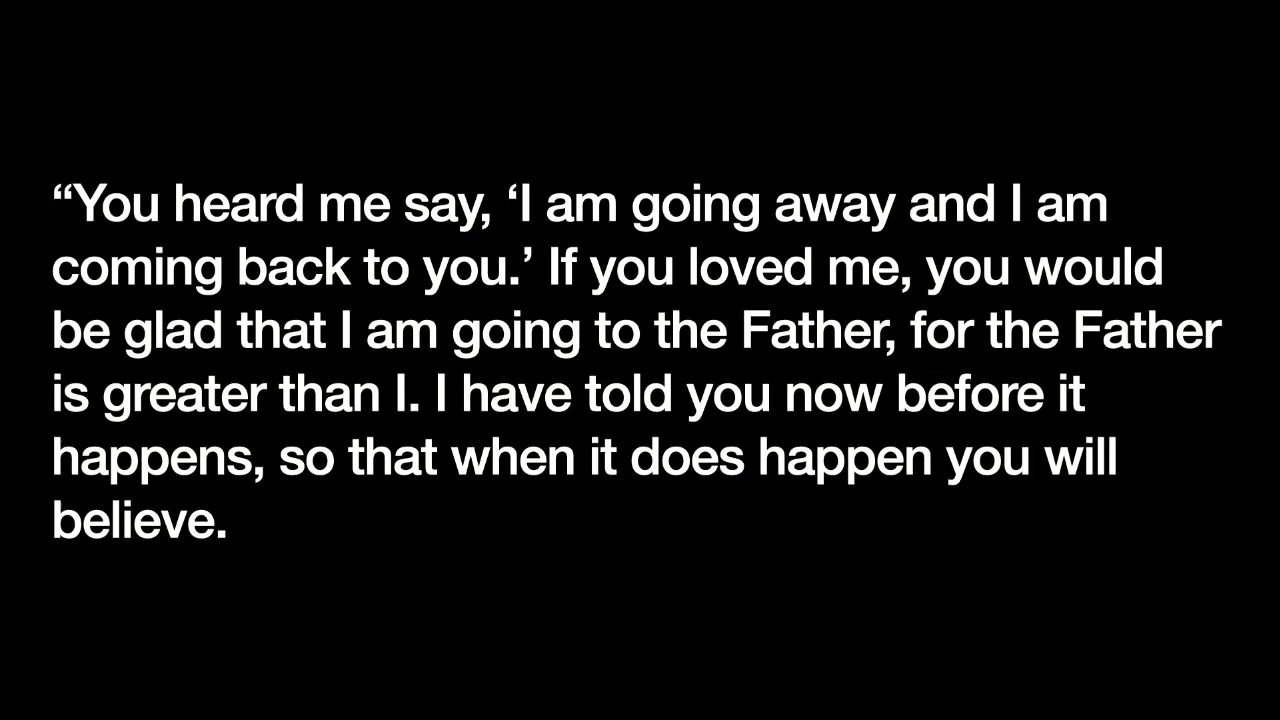 “You heard me say, ‘I am going away and I am
coming back to you.’ If you loved me, you would
be glad that I am going to the Father, for the Father
is greater than I. I have told you now before it
happens, so that when it does happen you will
believe.